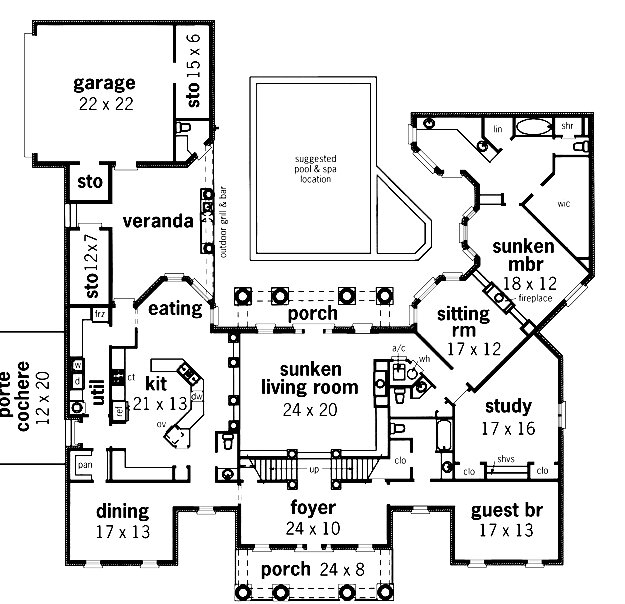 garage
22 x 22
sto 15 x 6
suggested
pool & spa
location
lin
shr
wic
sto
veranda
outdoor grill & bar
sto 12 x 7
sunken
mbr
18 x 12
fireplace
eating
frz
porch
sitting
rm
17 x 12
a/c
wh
porte
cochere
12 x 20
w
d
util
ct
kit
21 x 13
ref
dw
ov
sunken
living room
24 x 20
study
17 x 16
pan
up
clo
clo
shvs
clo
dining
17 x 13
foyer
24 x 10
guest br
17 x 13
porch 24 x 8